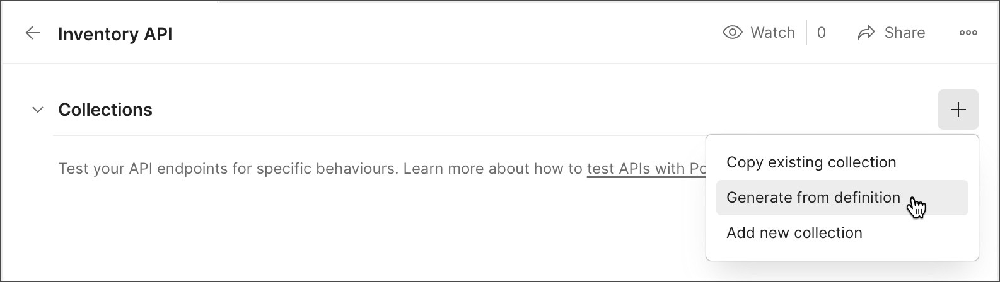 Inventory API
Watch 0 Share
Collections
Test your API endpoints for specific behaviours. Learn more about how to test APIs with Po
Copy existing collection
Generate from definition
Add new collection